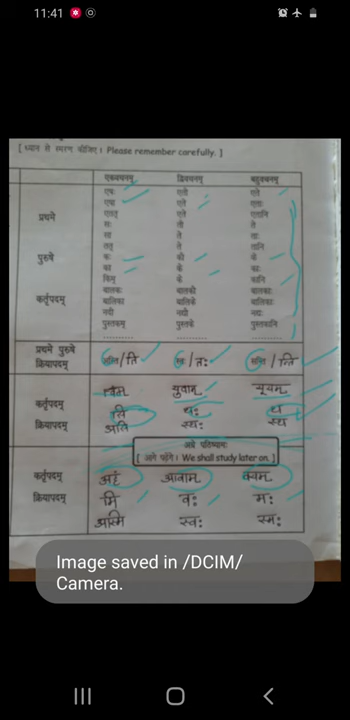 11:41
[ ध्यान से स्मरण कीजिए। Please remember carefully. ]
एकवचनम् द्विवचनम् बहुवचनम्
एषः एतौ एते
एषा एते एताः
एतत् एते एतानि
प्रथमे सः तौ ते
सा ते ताः
तत् ते तानि
पुरुषे कः कौ के
का के काः
किम् के कानि
कर्तृपदम् बालकः बालकौ बालकाः
बालिका बालिके बालिकाः
नदी नद्यौ नद्यः
पुस्तकम् पुस्तके पुस्तकानि
प्रथमे पुरुषे
क्रियापदम् अस्ति / ति स्तः / तः सन्ति / न्ति
कर्तृपदम् त्वम् युवाम् यूयम्
क्रियापदम् सि थः थ
असि स्थः स्थ
अग्रे पठिष्यामः
[ आगे पढ़ेंगे। We shall study later on. ]
कर्तृपदम् अहं आवाम् वयम्
क्रियापदम् मि वः मः
अस्मि स्वः स्मः
Image saved in /DCIM/
Camera.